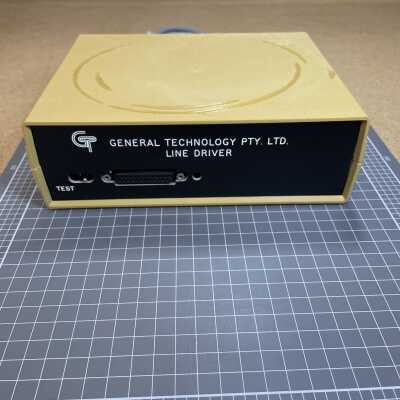 GT
GENERAL TECHNOLOGY PTY. LTD.
LINE DRIVER
TEST